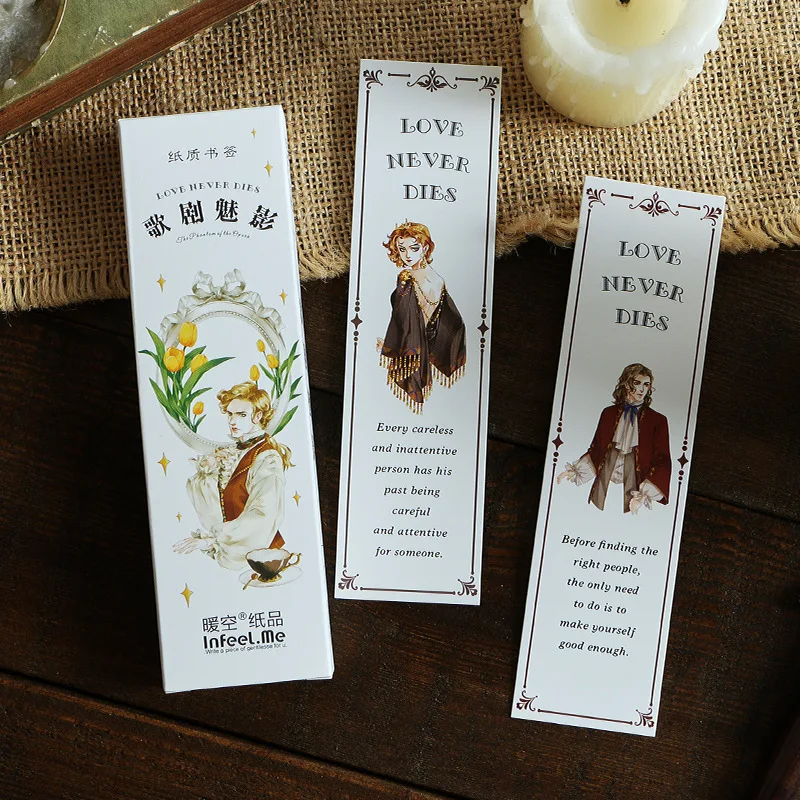 纸质书签
LOVE NEVER DIES
歌剧魅影
The Phantom of the Opera
暖空®纸品
Infeel.Me
Write a piece of gentlesse for u.
LOVE
NEVER
DIES
Every careless
and inattentive
person has his
past being
careful
and attentive
for someone.
LOVE
NEVER
DIES
Before finding the
right people,
the only need
to do is to
make yourself
good enough.